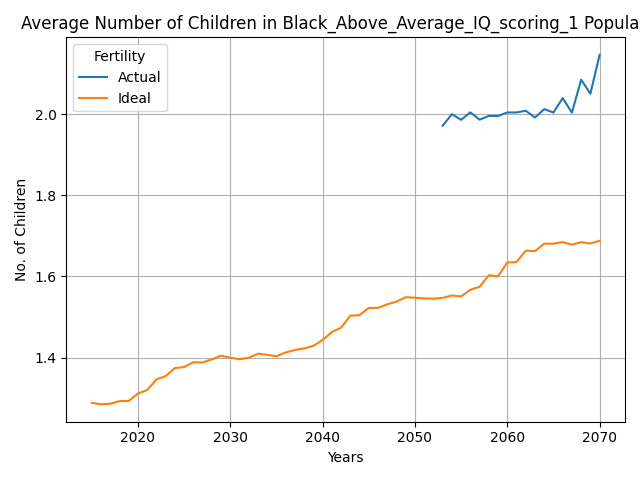 Average Number of Children in Black_Above_Average_IQ_scoring_1 Popula
Fertility
Actual
Ideal
No. of Children
2.0
1.8
1.6
1.4
2020 2030 2040 2050 2060 2070
Years